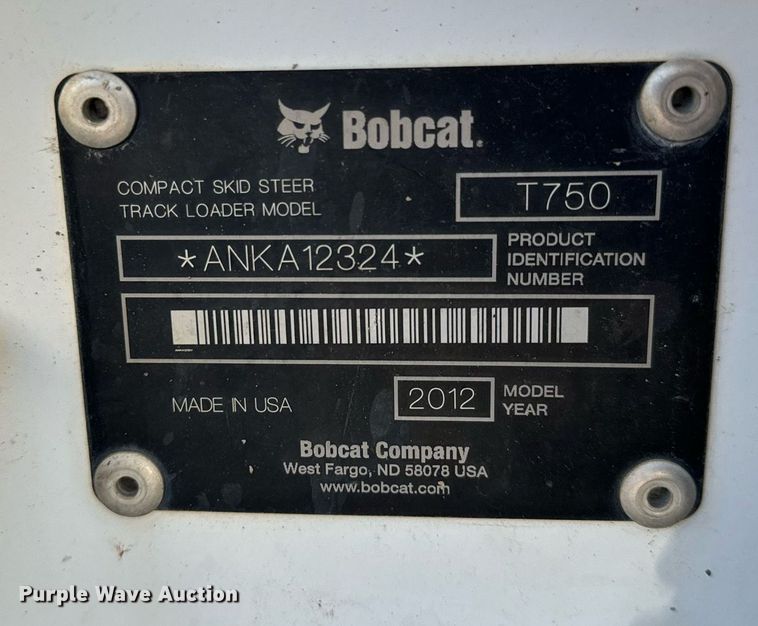 Bobcat.
COMPACT SKID STEER
TRACK LOADER MODEL
T750
*ANKA12324*
PRODUCT
IDENTIFICATION
NUMBER
MADE IN USA
2012
MODEL
YEAR
Bobcat Company
West Fargo, ND 58078 USA
www.bobcat.com
Purple Wave Auction